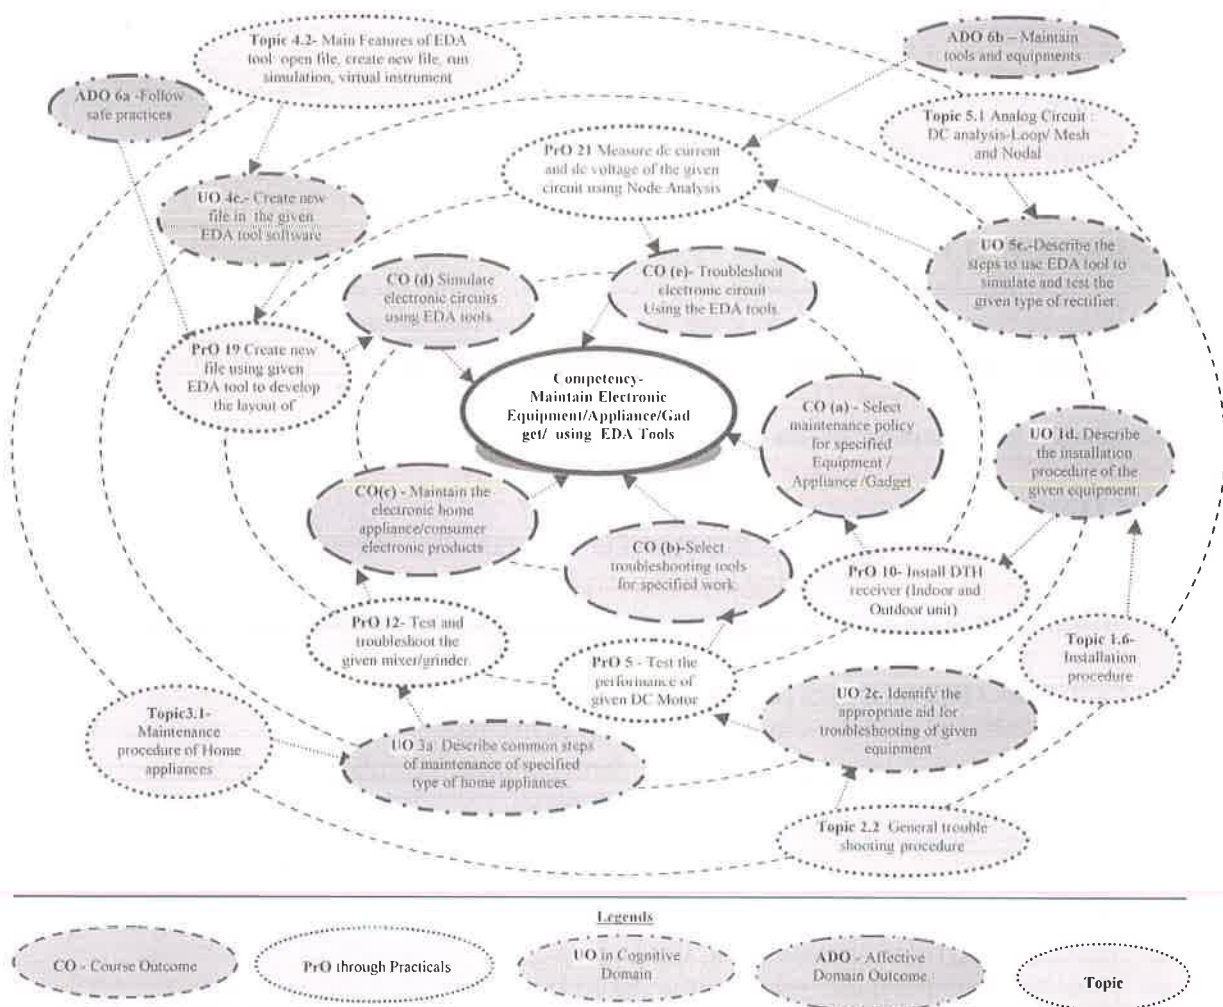 Topic 4.2- Main Features of EDA
tool: open file, create new file, run
simulation, virtual instrument
ADO 6b – Maintain
tools and equipments
ADO 6a -Follow
safe practices
Topic 5.1 Analog Circuit :
DC analysis-Loop/ Mesh
and Nodal
PrO 21 Measure dc current
and dc voltage of the given
circuit using Node Analysis
UO 4c.- Create new
file in the given
EDA tool software
UO 5c.-Describe the
steps to use EDA tool to
simulate and test the
given type of rectifier.
CO (d) Simulate
electronic circuits
using EDA tools.
CO (e)- Troubleshoot
electronic circuit
Using the EDA tools.
PrO 19 Create new
file using given
EDA tool to develop
the layout of
Competency-
Maintain Electronic
Equipment/Appliance/Gad
get/ using EDA Tools
CO (a) - Select
maintenance policy
for specified
Equipment /
Appliance /Gadget
UO 1d. Describe
the installation
procedure of the
given equipment.
CO(c) - Maintain the
electronic home
appliance/consumer
electronic products
CO (b)-Select
troubleshooting tools
for specified work.
PrO 10- Install DTH
receiver (Indoor and
Outdoor unit)
PrO 12- Test and
troubleshoot the
given mixer/grinder.
PrO 5 - Test the
performance of
given DC Motor
Topic 1.6-
Installation
procedure
UO 2c. Identify the
appropriate aid for
troubleshooting of given
equipment
Topic3.1-
Maintenance
procedure of Home
appliances
UO 3a Describe common steps
of maintenance of specified
type of home appliances.
Topic 2.2 General trouble
shooting procedure
Legends
CO - Course Outcome
PrO through Practicals
UO in Cognitive
Domain
ADO - Affective
Domain Outcome
Topic